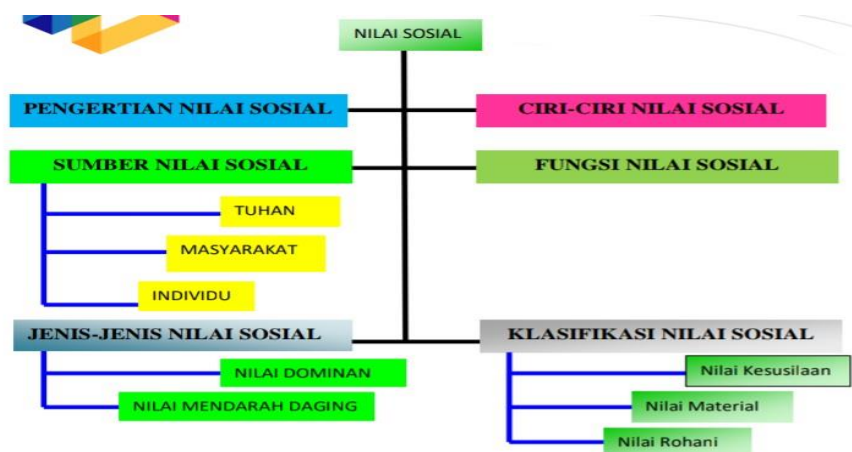 NILAI SOSIAL
PENGERTIAN NILAI SOSIAL
CIRI-CIRI NILAI SOSIAL
SUMBER NILAI SOSIAL
FUNGSI NILAI SOSIAL
TUHAN
MASYARAKAT
INDIVIDU
JENIS-JENIS NILAI SOSIAL
KLASIFIKASI NILAI SOSIAL
NILAI DOMINAN
NILAI MENDARAH DAGING
Nilai Kesusilaan
Nilai Material
Nilai Rohani